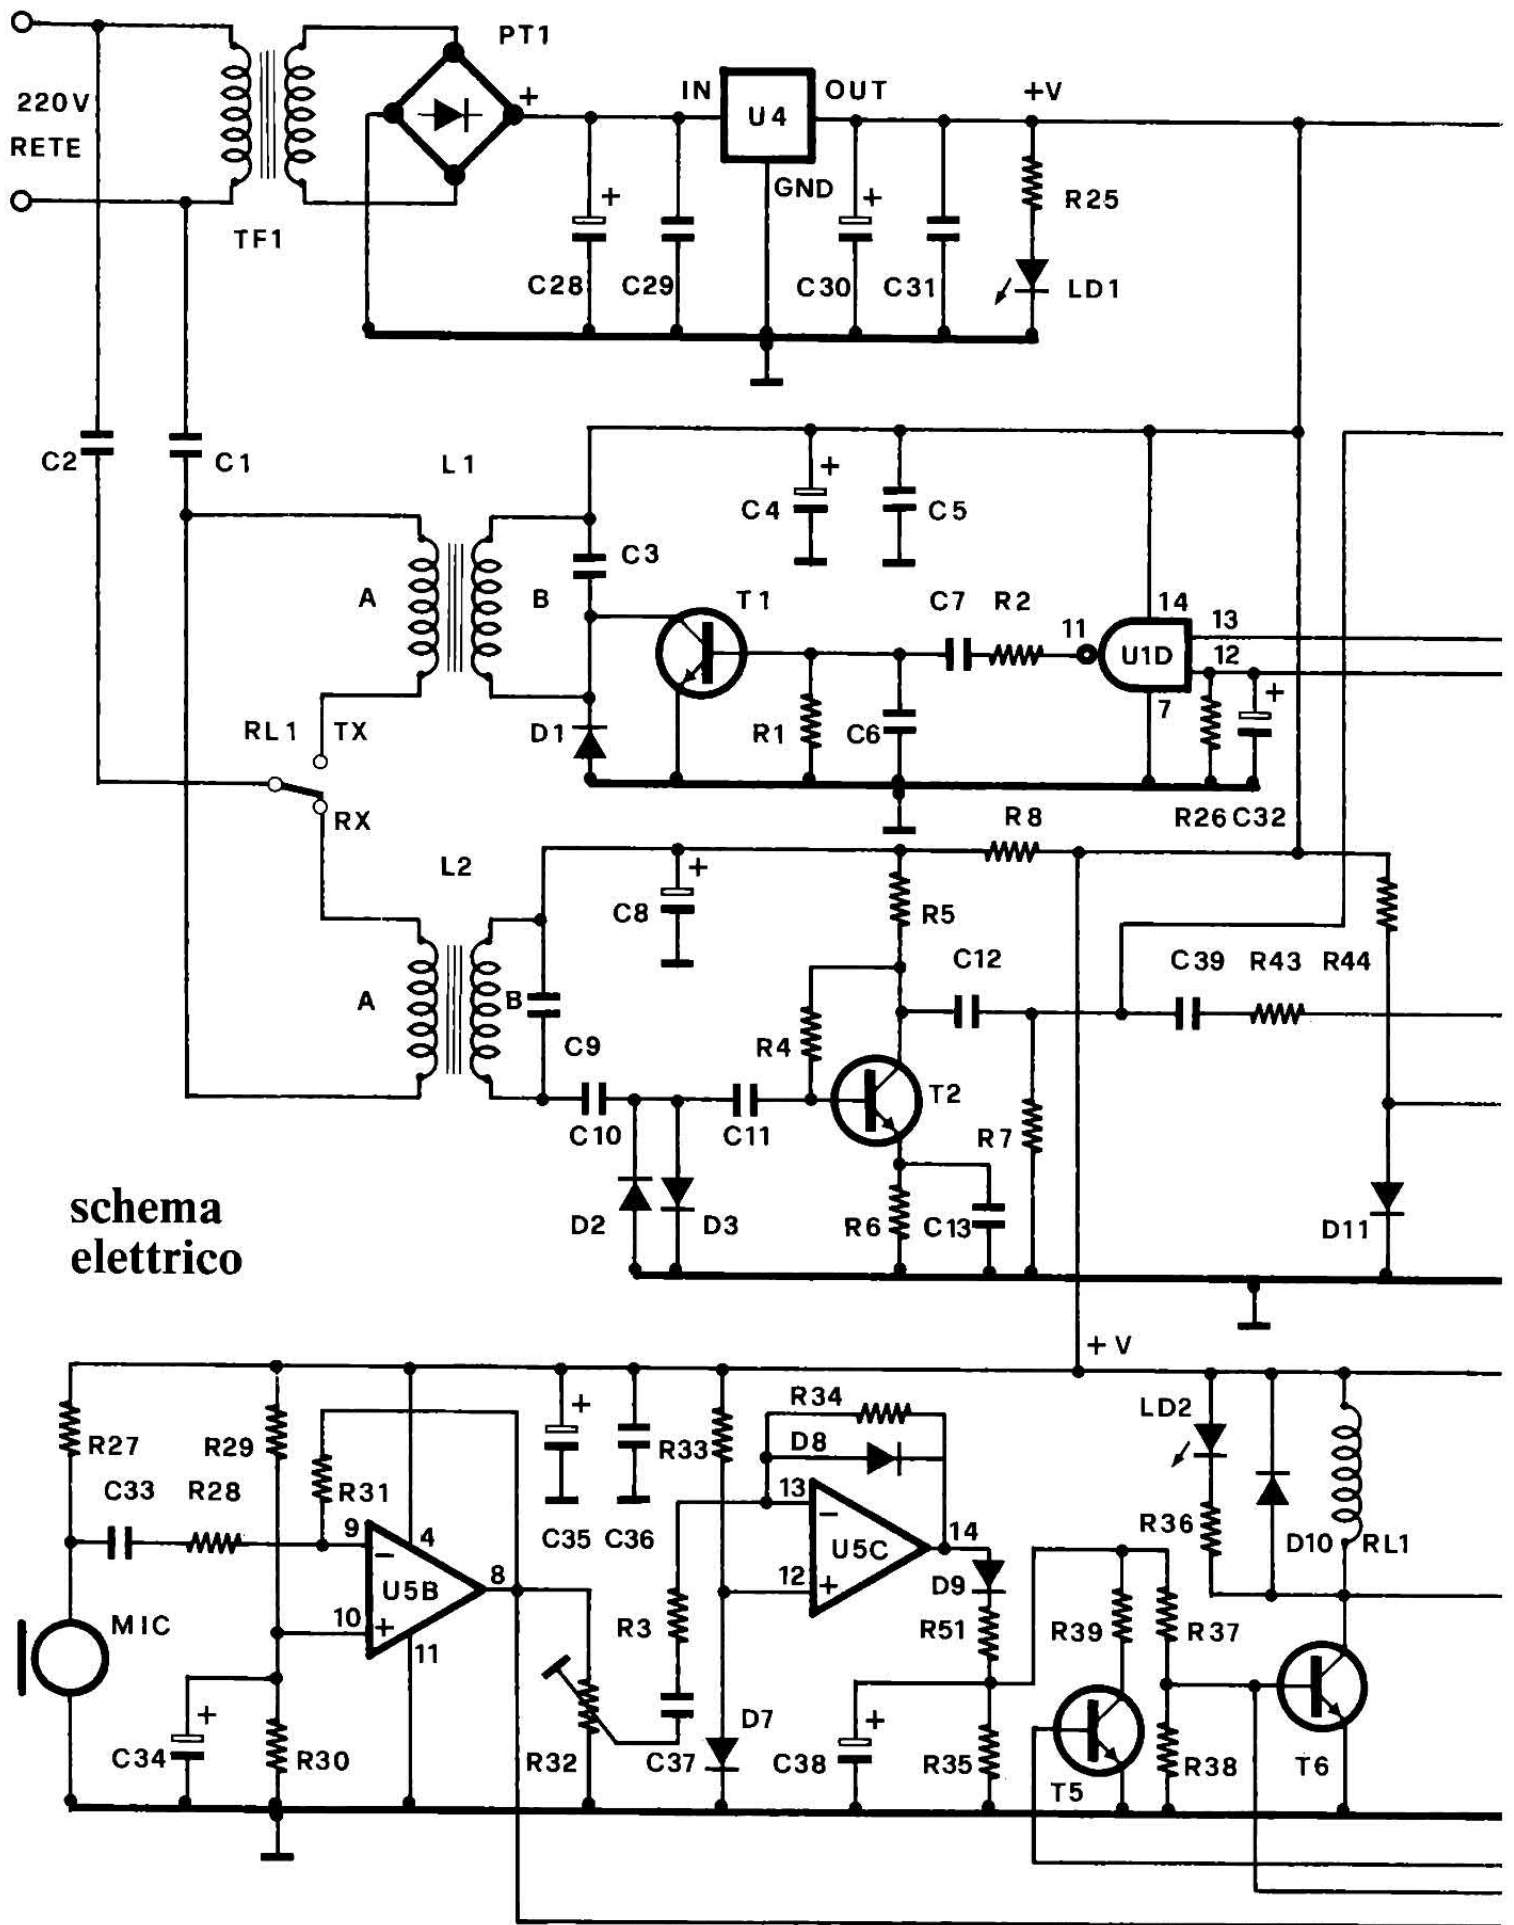 PT1
+
IN
U4
OUT
+V
220V
RETE
GND
+
+
R25
TF1
C28
C29
C30
C31
LD1
C2
C1
L1
+
C4
C5
C3
A
B
T1
C7
R2
11
14
13
U1D
12
7
+
RL1
TX
D1
R1
C6
RX
R8
R26
C32
L2
+
C8
R5
C12
C39
R43
R44
A
B
C9
R4
T2
C10
C11
R7
schema
elettrico
D2
D3
R6
C13
D11
+V
R27
R29
+
R33
R34
D8
LD2
C33
R28
R31
13
−
9
4
C35
C36
U5C
14
R36
D10
RL1
−
U5B
8
12
+
D9
MIC
10
+
11
R3
R51
R39
R37
+
D7
+
C34
R30
R32
C37
C38
R35
T5
R38
T6